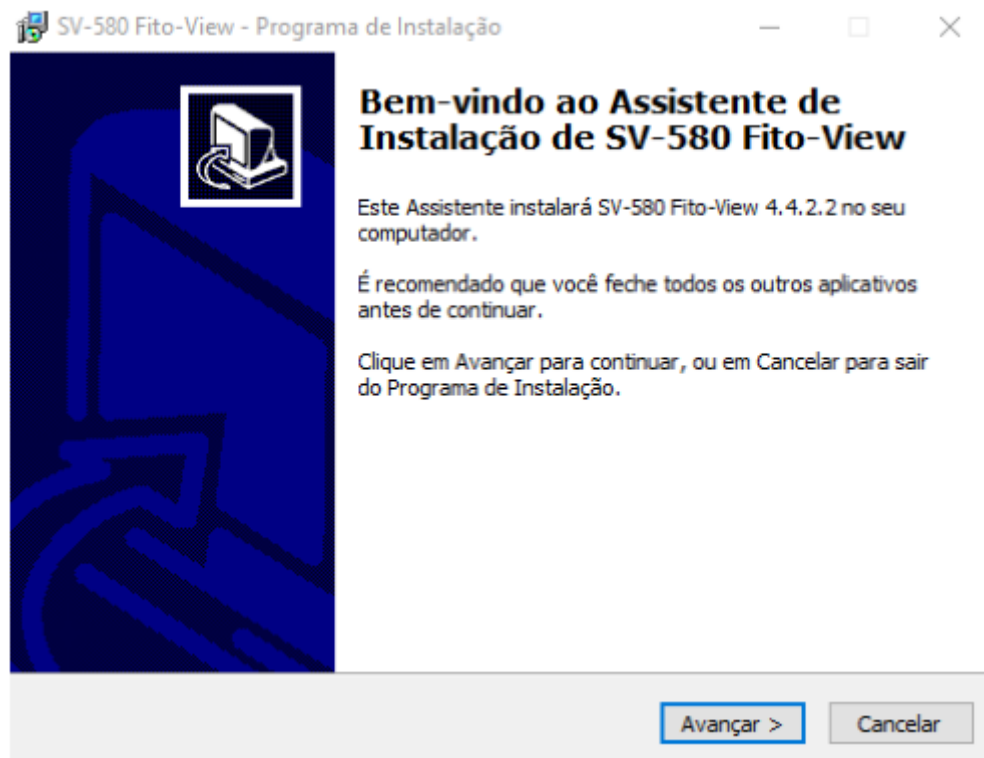 SV-580 Fito-View - Programa de Instalação
Bem-vindo ao Assistente de
Instalação de SV-580 Fito-View
Este Assistente instalará SV-580 Fito-View 4.4.2.2 no seu
computador.
É recomendado que você feche todos os outros aplicativos
antes de continuar.
Clique em Avançar para continuar, ou em Cancelar para sair
do Programa de Instalação.
Avançar >
Cancelar